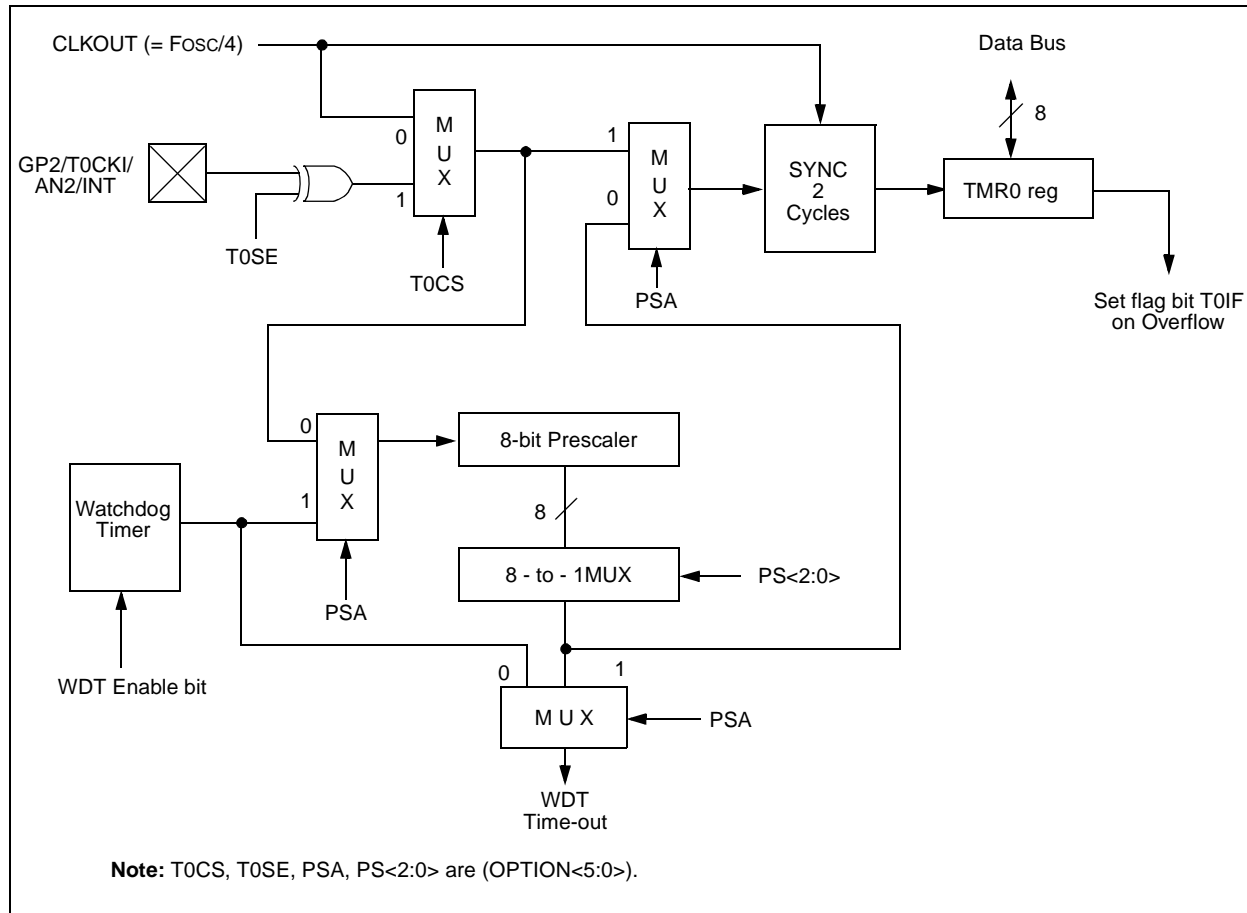 CLKOUT (= FOSC/4)
Data Bus
8
0
M
U
X
1
GP2/T0CKI/
AN2/INT
T0SE
T0CS
1
M
U
X
0
PSA
SYNC
2
Cycles
TMR0 reg
Set flag bit T0IF
on Overflow
0
M
U
X
1
8-bit Prescaler
Watchdog
Timer
8
PSA
8 - to - 1MUX
PS<2:0>
WDT Enable bit
0
1
M U X
PSA
WDT
Time-out
Note: T0CS, T0SE, PSA, PS<2:0> are (OPTION<5:0>).